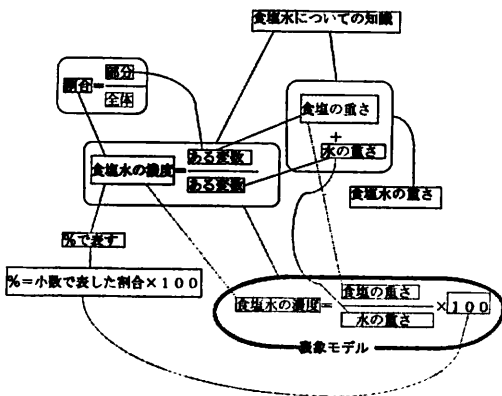 食塩水についての知識
割合=部分
全体
食塩の重さ
+
水の重さ
食塩水の濃度=ある変数
ある変数
食塩水の重さ
%で表す
%=小数で表した割合×100
食塩水の濃度=食塩の重さ
水の重さ
×100
表象モデル